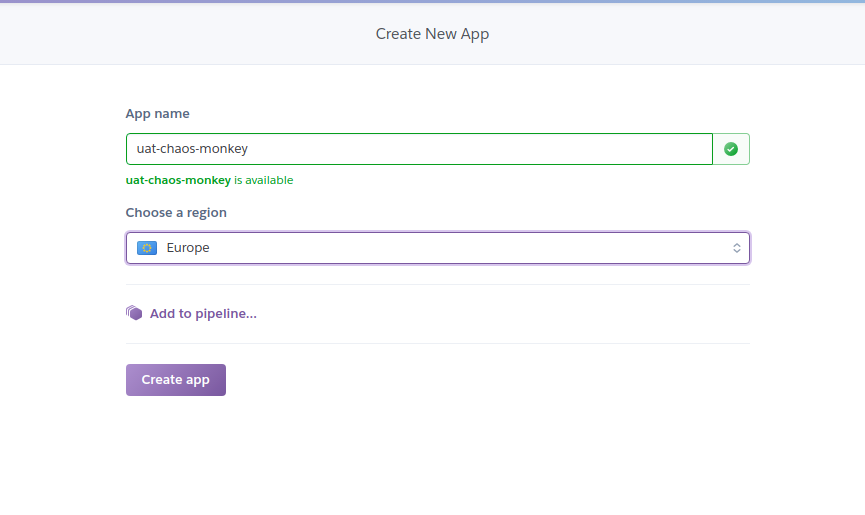 Create New App
App name
uat-chaos-monkey
uat-chaos-monkey is available
Choose a region
Europe
Add to pipeline...
Create app